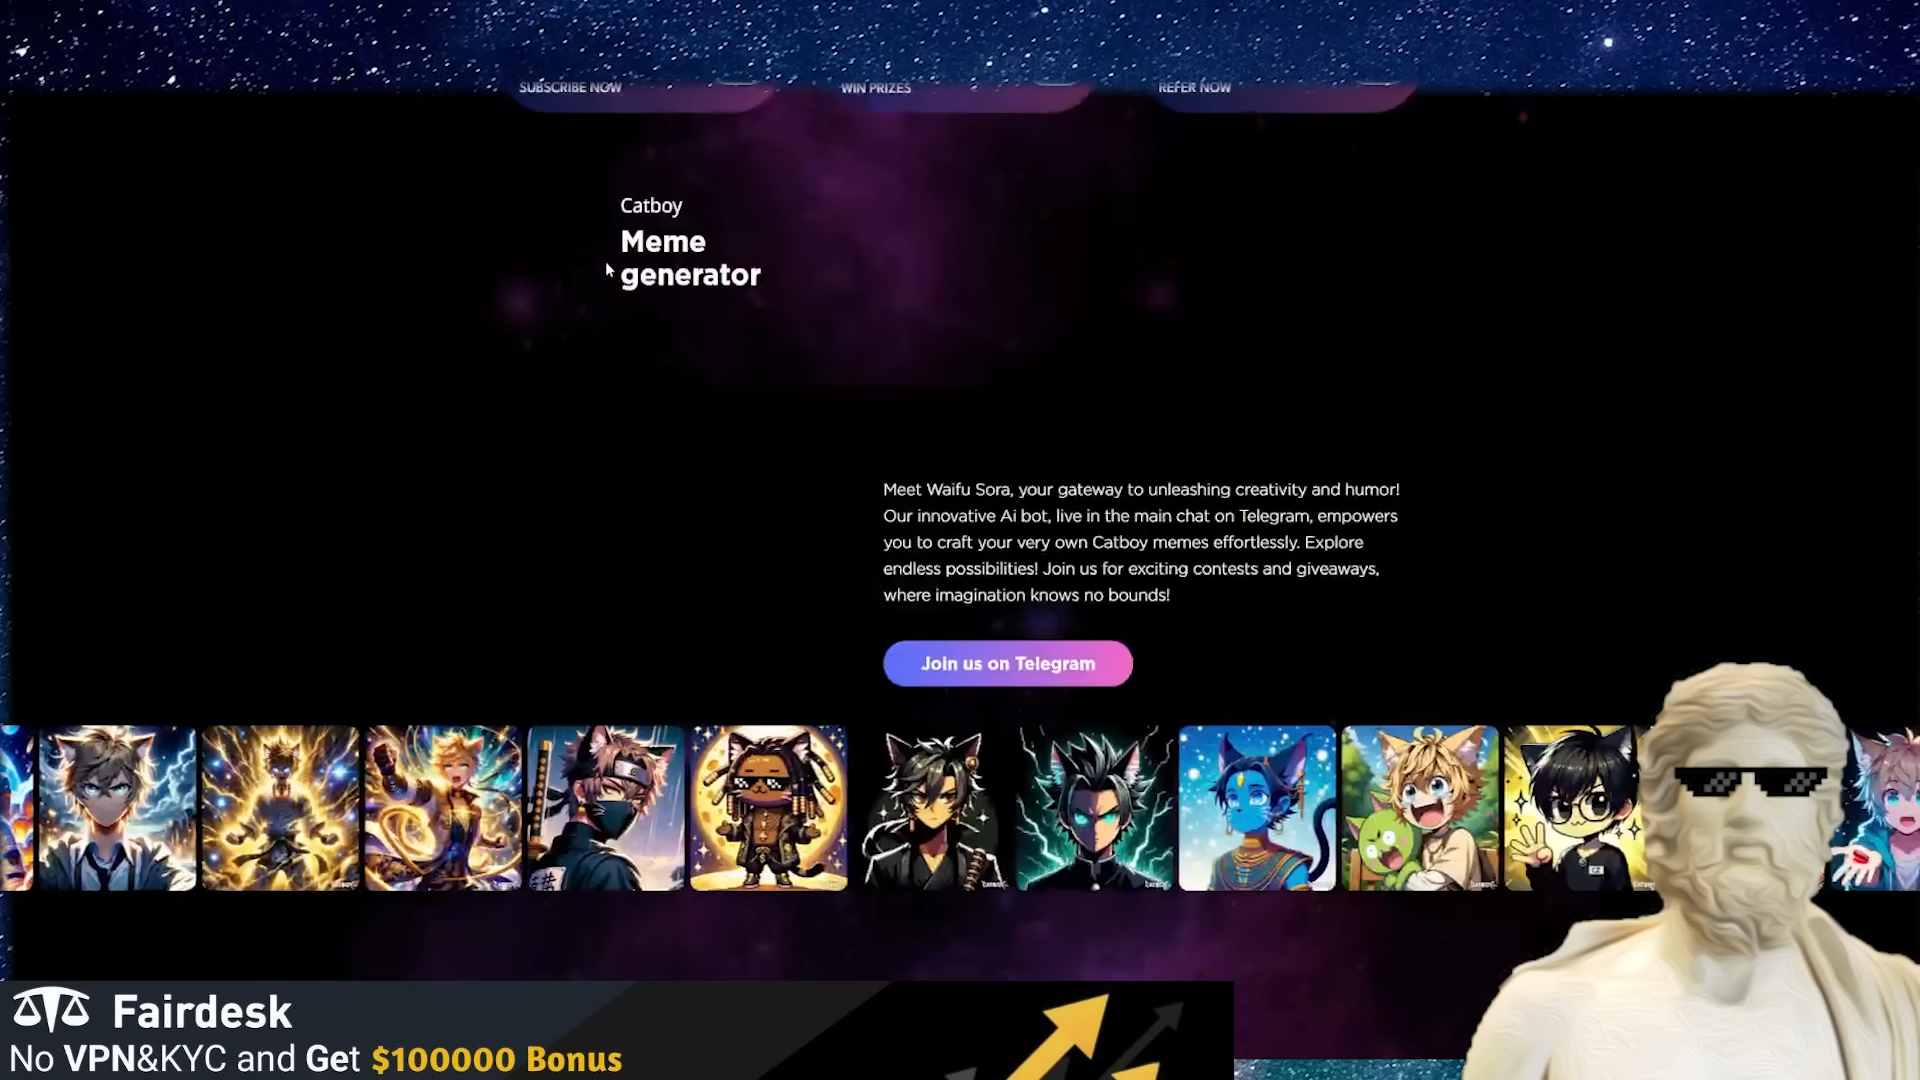 SUBSCRIBE NOW
WIN PRIZES
REFER NOW
Catboy
Meme
generator
Meet Waifu Sora, your gateway to unleashing creativity and humor!
Our innovative Ai bot, live in the main chat on Telegram, empowers
you to craft your very own Catboy memes effortlessly. Explore
endless possibilities! Join us for exciting contests and giveaways,
where imagination knows no bounds!
Join us on Telegram
CZ
Fairdesk
No VPN&KYC and Get $100000 Bonus